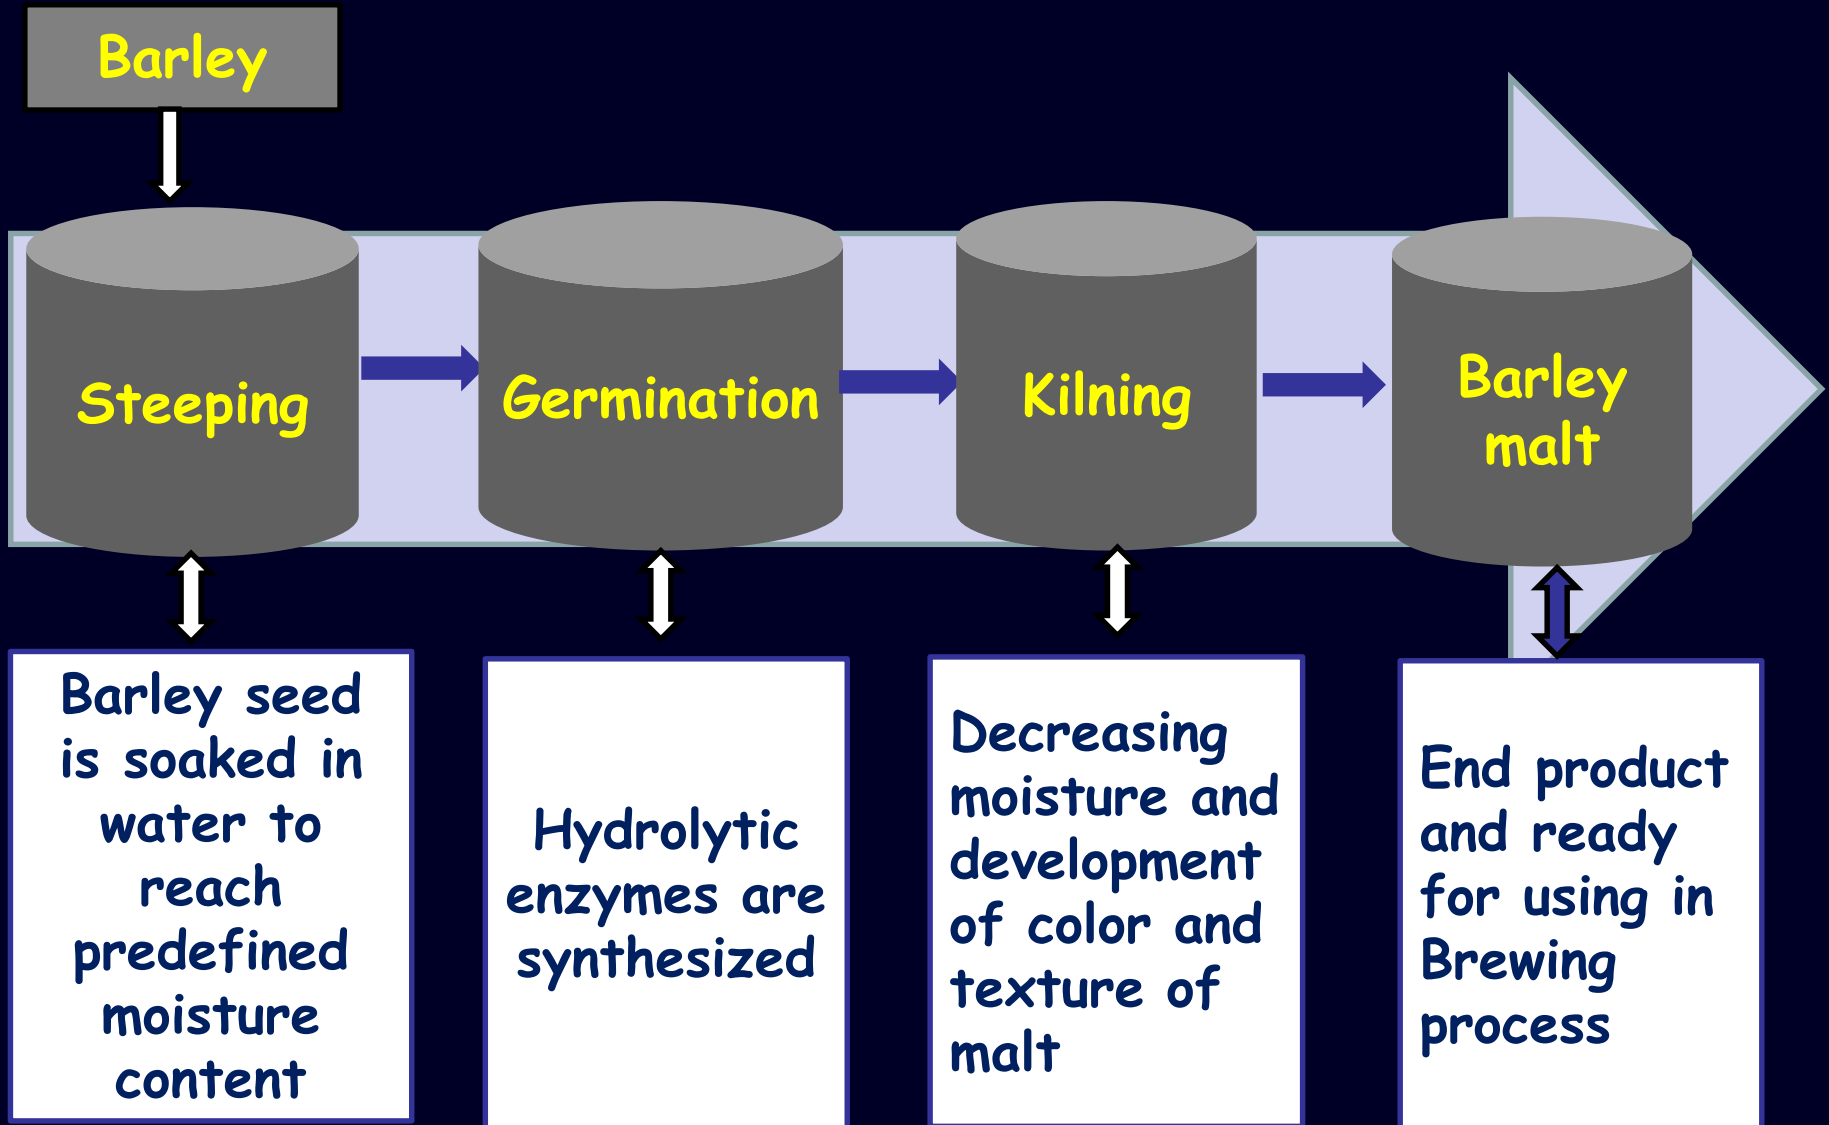 Barley
Steeping
Germination
Kilning
Barley
malt
Barley seed
is soaked in
water to
reach
predefined
moisture
content
Hydrolytic
enzymes are
synthesized
Decreasing
moisture and
development
of color and
texture of
malt
End product
and ready
for using in
Brewing
process